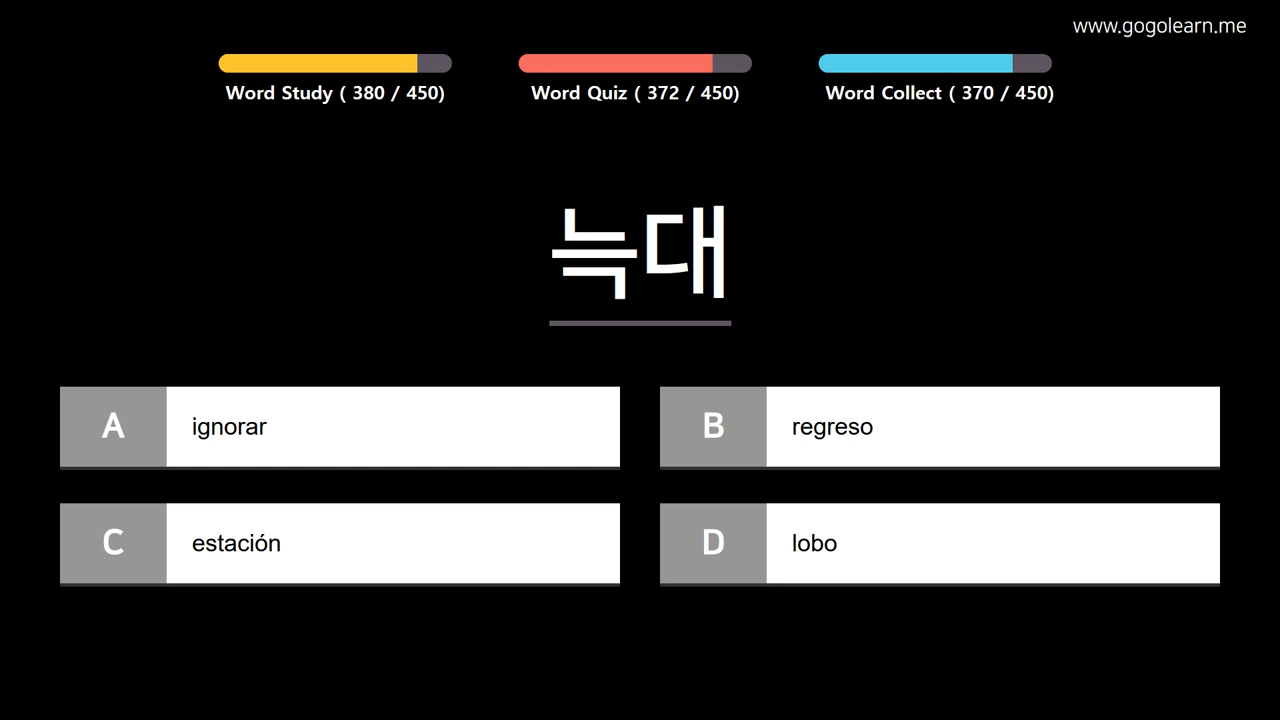 www.gogolearn.me
Word Study ( 380 / 450)
Word Quiz ( 372 / 450)
Word Collect ( 370 / 450)
늑대
A ignorar
B regreso
C estación
D lobo